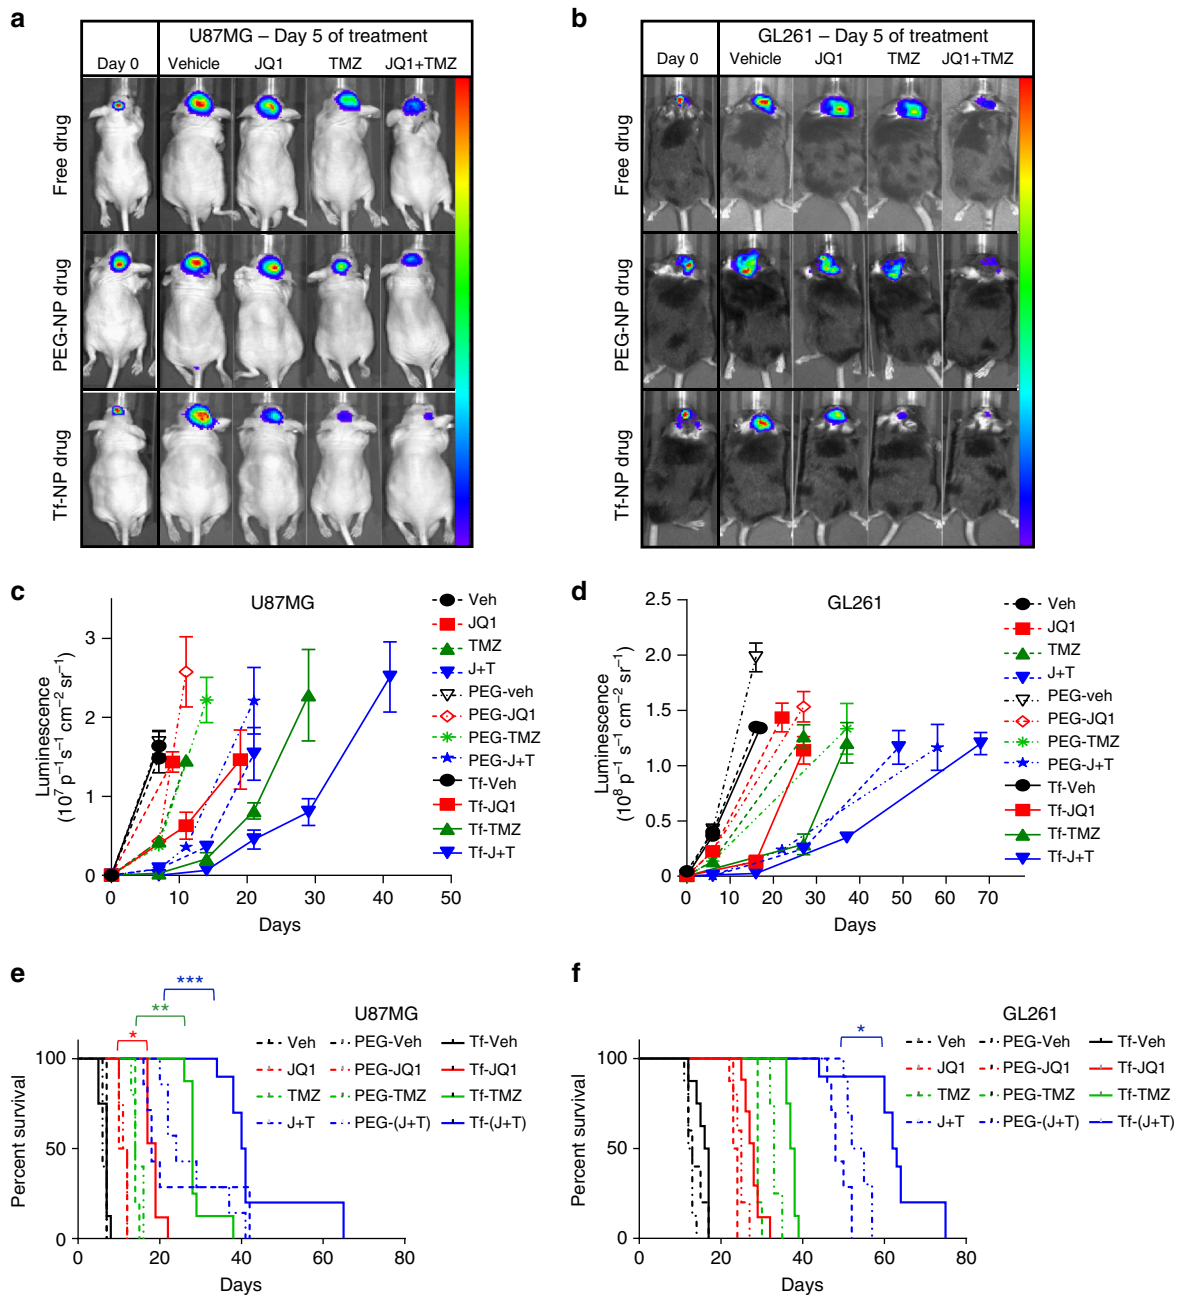 a
U87MG – Day 5 of treatment
Day 0 Vehicle JQ1 TMZ JQ1+TMZ
Free drug
PEG-NP drug
Tf-NP drug
b
GL261 – Day 5 of treatment
Day 0 Vehicle JQ1 TMZ JQ1+TMZ
Free drug
PEG-NP drug
Tf-NP drug
c
U87MG
Luminescence
(10⁷ p⁻¹ s⁻¹ cm⁻² sr⁻¹)
3
2
1
0
0 10 20 30 40 50
Days
Veh
JQ1
TMZ
J+T
PEG-veh
PEG-JQ1
PEG-TMZ
PEG-J+T
Tf-Veh
Tf-JQ1
Tf-TMZ
Tf-J+T
d
GL261
Luminescence
(10⁸ p⁻¹ s⁻¹ cm⁻² sr⁻¹)
2.5
2.0
1.5
1.0
0.5
0
0 10 20 30 40 50 60 70
Days
Veh
JQ1
TMZ
J+T
PEG-veh
PEG-JQ1
PEG-TMZ
PEG-J+T
Tf-Veh
Tf-JQ1
Tf-TMZ
Tf-J+T
e
***
**
*
U87MG
Veh PEG-Veh Tf-Veh
JQ1 PEG-JQ1 Tf-JQ1
TMZ PEG-TMZ Tf-TMZ
J+T PEG-(J+T) Tf-(J+T)
Percent survival
100
50
0
0 20 40 60 80
Days
f
*
GL261
Veh PEG-Veh Tf-Veh
JQ1 PEG-JQ1 Tf-JQ1
TMZ PEG-TMZ Tf-TMZ
J+T PEG-(J+T) Tf-(J+T)
Percent survival
100
50
0
0 20 40 60 80
Days